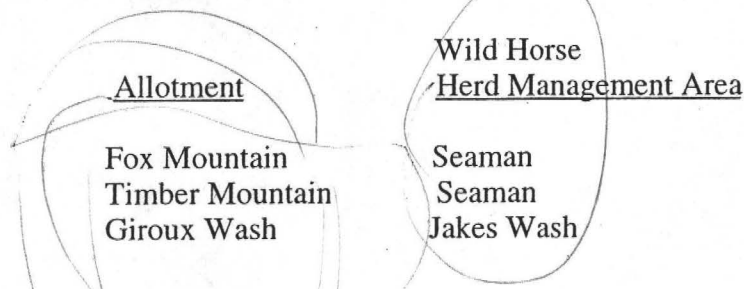 Wild Horse
Allotment Herd Management Area
Fox Mountain Seaman
Timber Mountain Seaman
Giroux Wash Jakes Wash